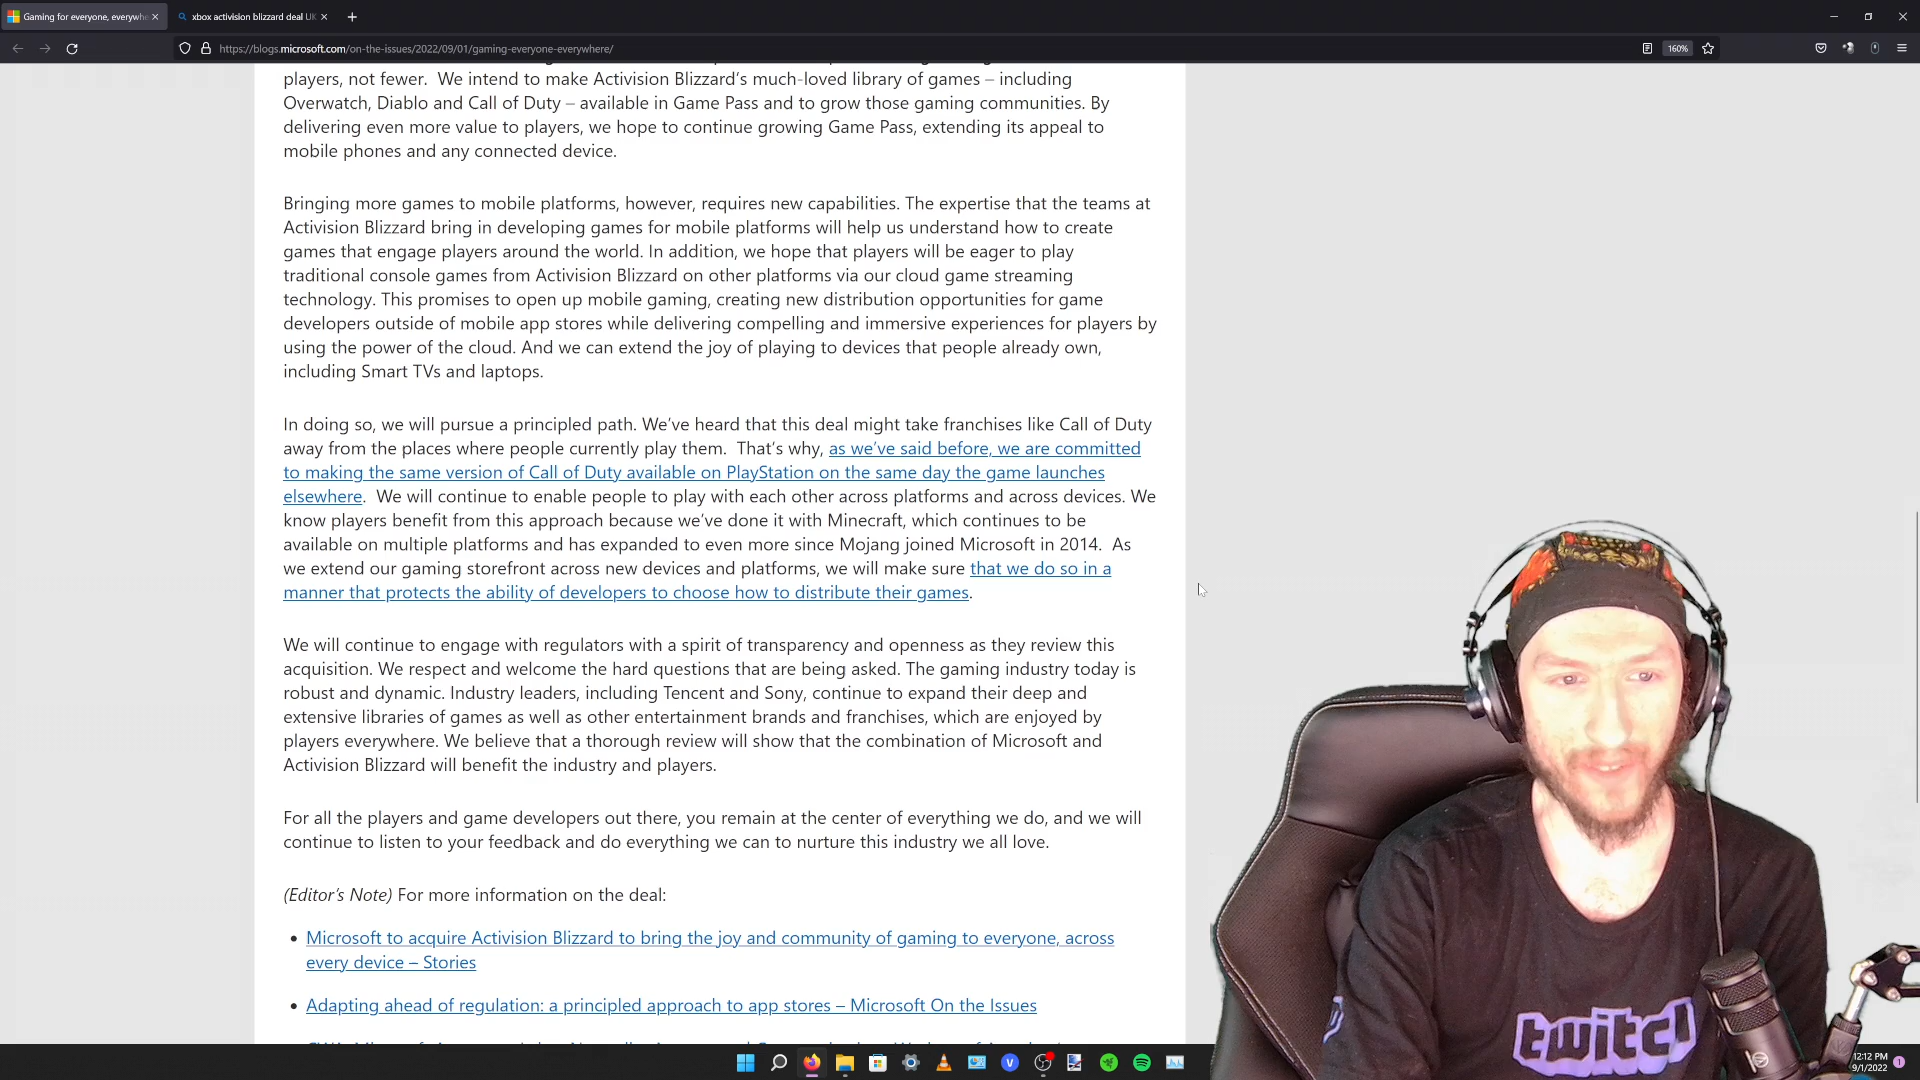 Gaming for everyone, everywhe
xbox activision blizzard deal UK
https://blogs.microsoft.com/on-the-issues/2022/09/01/gaming-everyone-everywhere/
160%
players, not fewer.  We intend to make Activision Blizzard’s much-loved library of games – including
Overwatch, Diablo and Call of Duty – available in Game Pass and to grow those gaming communities. By
delivering even more value to players, we hope to continue growing Game Pass, extending its appeal to
mobile phones and any connected device.
Bringing more games to mobile platforms, however, requires new capabilities. The expertise that the teams at
Activision Blizzard bring in developing games for mobile platforms will help us understand how to create
games that engage players around the world. In addition, we hope that players will be eager to play
traditional console games from Activision Blizzard on other platforms via our cloud game streaming
technology. This promises to open up mobile gaming, creating new distribution opportunities for game
developers outside of mobile app stores while delivering compelling and immersive experiences for players by
using the power of the cloud. And we can extend the joy of playing to devices that people already own,
including Smart TVs and laptops.
In doing so, we will pursue a principled path. We’ve heard that this deal might take franchises like Call of Duty
away from the places where people currently play them.  That’s why, as we’ve said before, we are committed
to making the same version of Call of Duty available on PlayStation on the same day the game launches
elsewhere.  We will continue to enable people to play with each other across platforms and across devices. We
know players benefit from this approach because we’ve done it with Minecraft, which continues to be
available on multiple platforms and has expanded to even more since Mojang joined Microsoft in 2014.  As
we extend our gaming storefront across new devices and platforms, we will make sure that we do so in a
manner that protects the ability of developers to choose how to distribute their games.
We will continue to engage with regulators with a spirit of transparency and openness as they review this
acquisition. We respect and welcome the hard questions that are being asked. The gaming industry today is
robust and dynamic. Industry leaders, including Tencent and Sony, continue to expand their deep and
extensive libraries of games as well as other entertainment brands and franchises, which are enjoyed by
players everywhere. We believe that a thorough review will show that the combination of Microsoft and
Activision Blizzard will benefit the industry and players.
For all the players and game developers out there, you remain at the center of everything we do, and we will
continue to listen to your feedback and do everything we can to nurture this industry we all love.
(Editor’s Note) For more information on the deal:
• Microsoft to acquire Activision Blizzard to bring the joy and community of gaming to everyone, across
every device – Stories
• Adapting ahead of regulation: a principled approach to app stores – Microsoft On the Issues
twitch
12:12 PM
9/1/2022
1